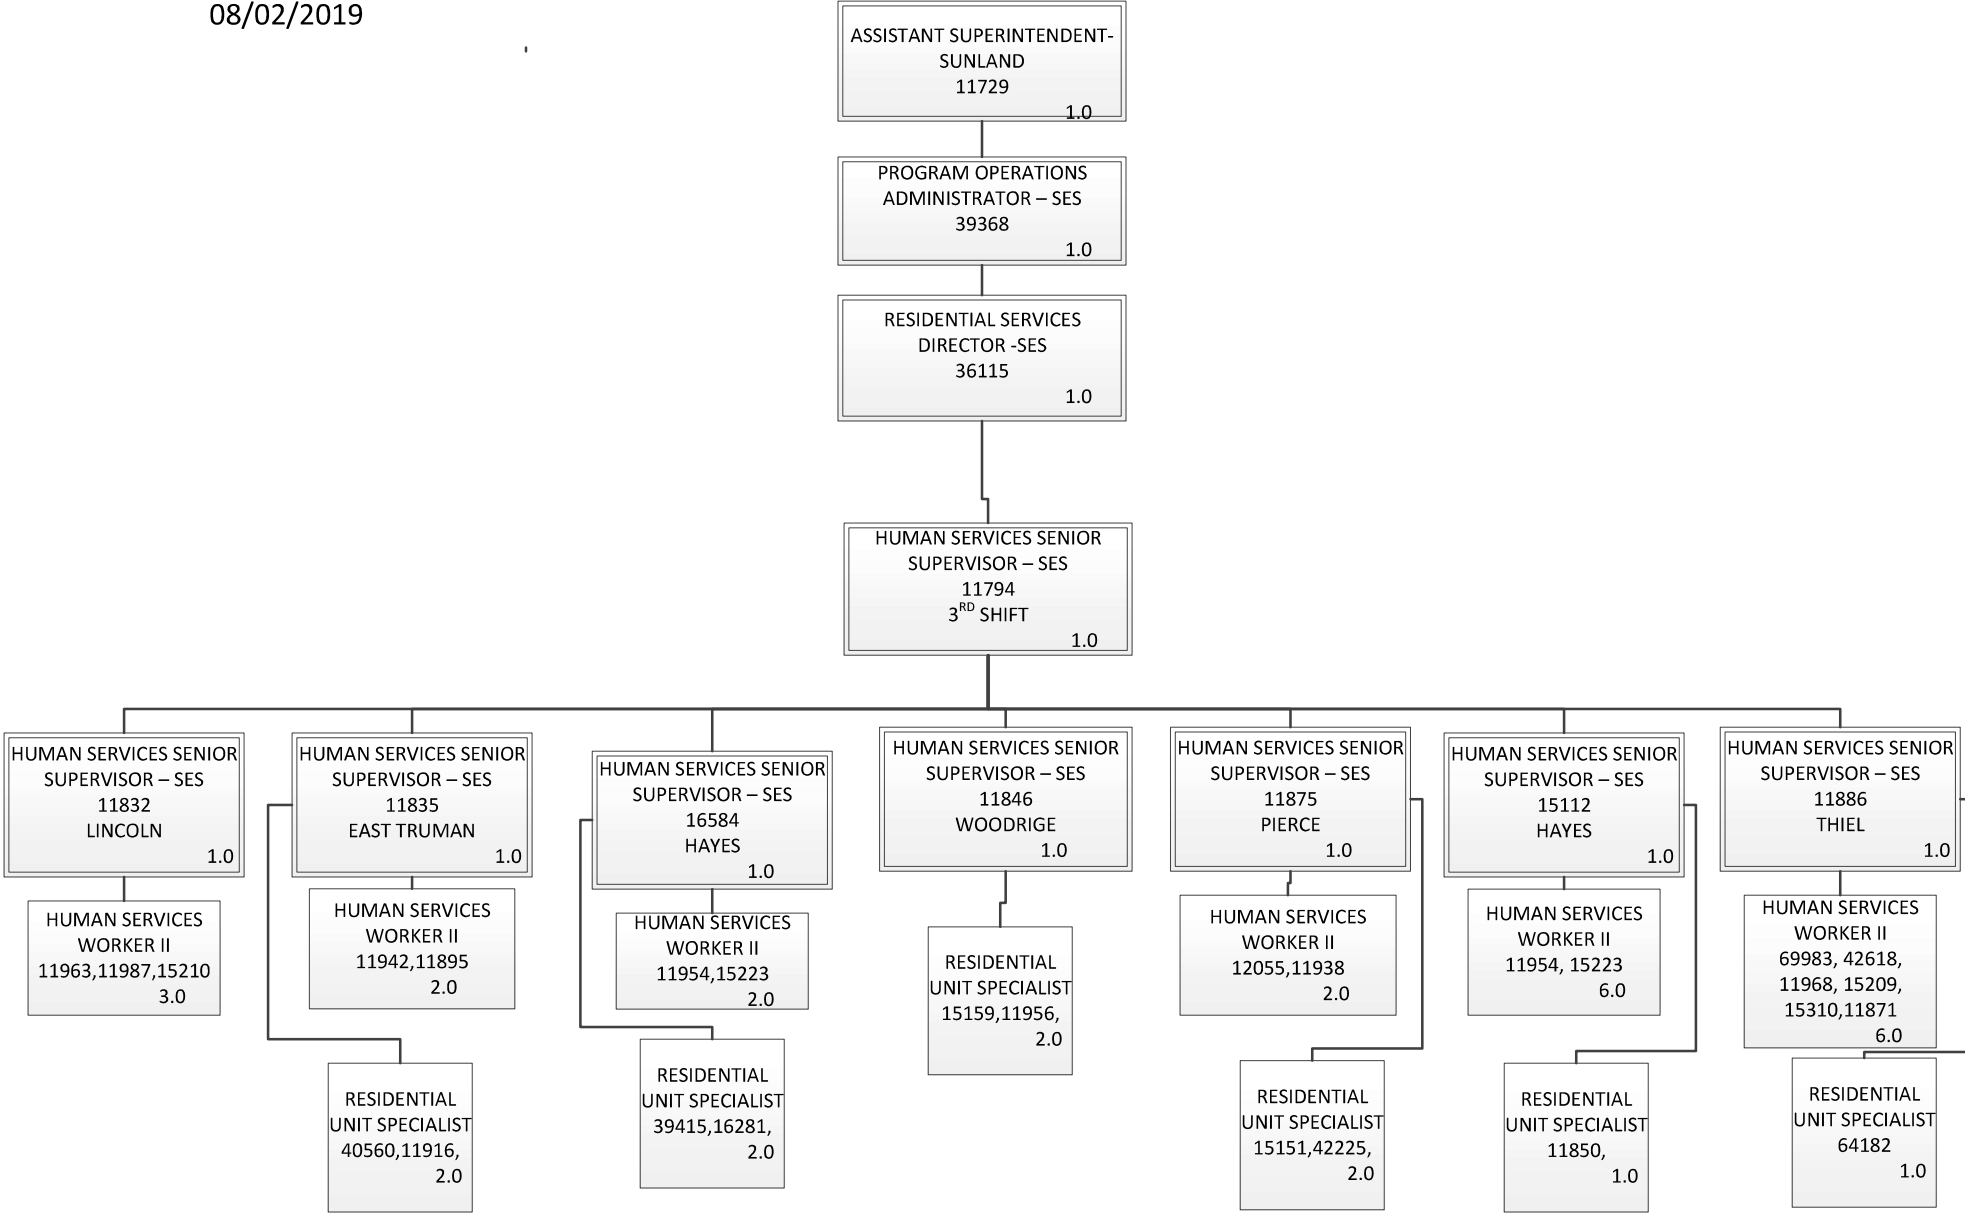 08/02/2019
ASSISTANT SUPERINTENDENT-
SUNLAND
11729
1.0
PROGRAM OPERATIONS
ADMINISTRATOR – SES
39368
1.0
RESIDENTIAL SERVICES
DIRECTOR -SES
36115
1.0
HUMAN SERVICES SENIOR
SUPERVISOR – SES
11794
3RD SHIFT
1.0
HUMAN SERVICES SENIOR
SUPERVISOR – SES
11832
LINCOLN
1.0
HUMAN SERVICES SENIOR
SUPERVISOR – SES
11835
EAST TRUMAN
1.0
HUMAN SERVICES SENIOR
SUPERVISOR – SES
16584
HAYES
1.0
HUMAN SERVICES SENIOR
SUPERVISOR – SES
11846
WOODRIGE
1.0
HUMAN SERVICES SENIOR
SUPERVISOR – SES
11875
PIERCE
1.0
HUMAN SERVICES SENIOR
SUPERVISOR – SES
15112
HAYES
1.0
HUMAN SERVICES SENIOR
SUPERVISOR – SES
11886
THIEL
1.0
HUMAN SERVICES
WORKER II
11963,11987,15210
3.0
HUMAN SERVICES
WORKER II
11942,11895
2.0
HUMAN SERVICES
WORKER II
11954,15223
2.0
RESIDENTIAL
UNIT SPECIALIST
15159,11956,
2.0
HUMAN SERVICES
WORKER II
12055,11938
2.0
HUMAN SERVICES
WORKER II
11954, 15223
6.0
HUMAN SERVICES
WORKER II
69983, 42618,
11968, 15209,
15310,11871
6.0
RESIDENTIAL
UNIT SPECIALIST
40560,11916,
2.0
RESIDENTIAL
UNIT SPECIALIST
39415,16281,
2.0
RESIDENTIAL
UNIT SPECIALIST
15151,42225,
2.0
RESIDENTIAL
UNIT SPECIALIST
11850,
1.0
RESIDENTIAL
UNIT SPECIALIST
64182
1.0